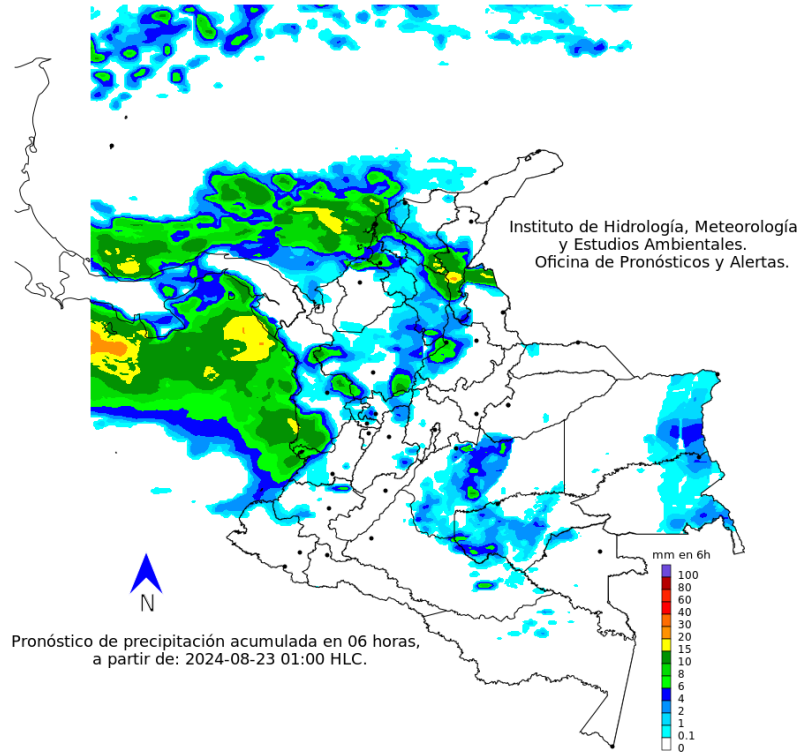 Instituto de Hidrología, Meteorología
y Estudios Ambientales.
Oficina de Pronósticos y Alertas.
mm en 6h
100
80
60
40
30
20
15
10
8
6
4
2
1
0.1
0
N
Pronóstico de precipitación acumulada en 06 horas,
a partir de: 2024-08-23 01:00 HLC.